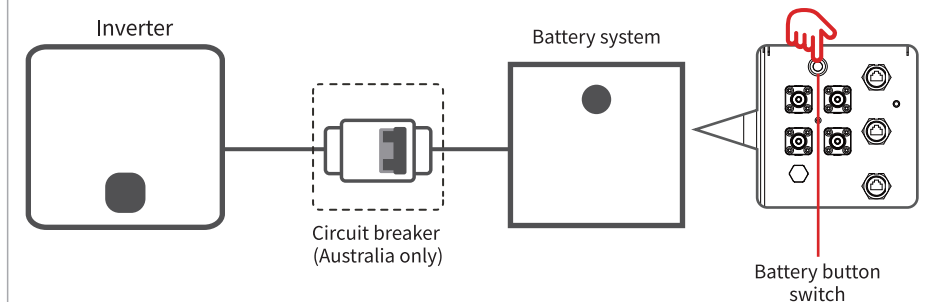 Inverter
Battery system
Circuit breaker
(Australia only)
Battery button
switch